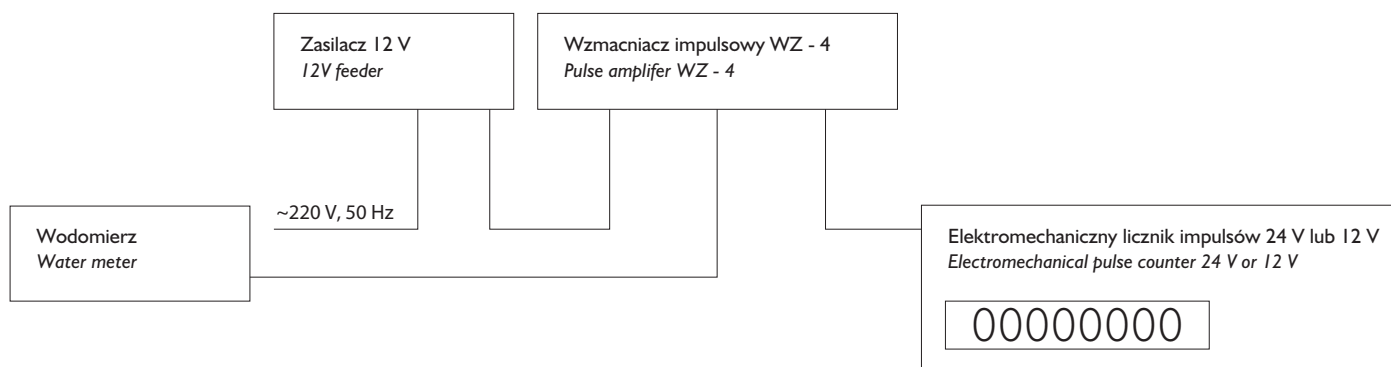 Zasilacz 12 V
12V feeder
Wzmacniacz impulsowy WZ - 4
Pulse amplifer WZ - 4
~220 V, 50 Hz
Wodomierz
Water meter
Elektromechaniczny licznik impulsów 24 V lub 12 V
Electromechanical pulse counter 24 V or 12 V
00000000